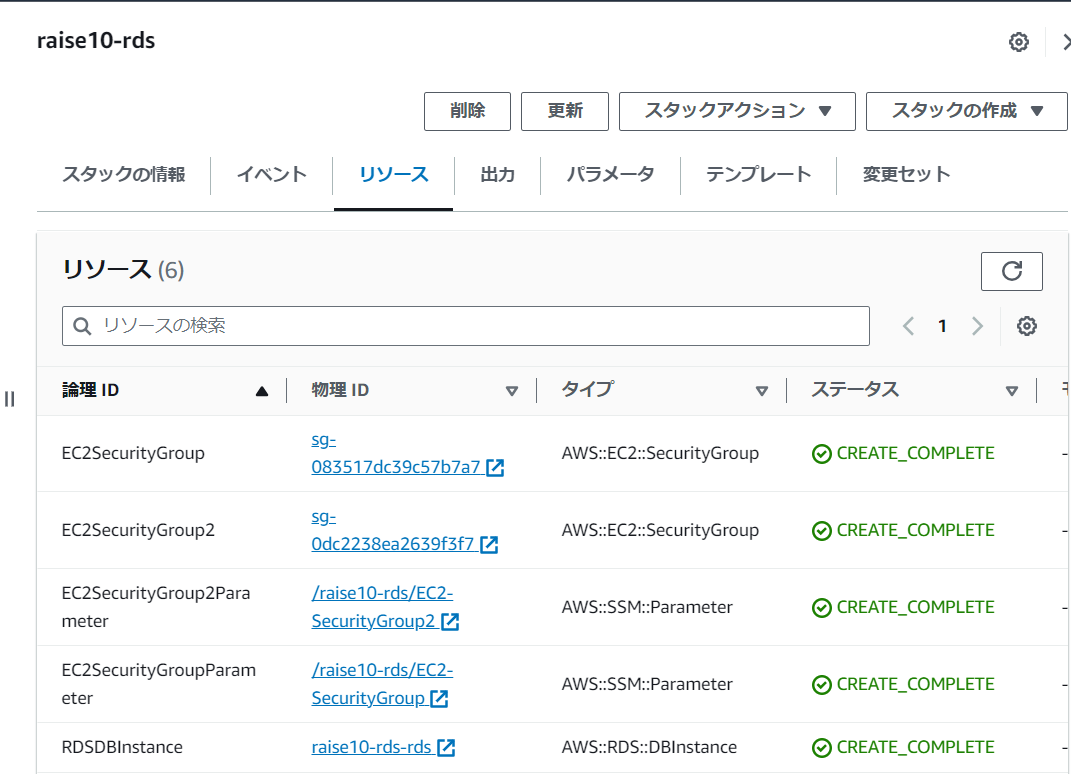 raise10-rds
削除 更新 スタックアクション ▼ スタックの作成 ▼
スタックの情報 イベント リソース 出力 パラメータ テンプレート 変更セット
リソース (6)
リソースの検索 1
論理 ID ▲ 物理 ID ▽ タイプ ▽ ステータス ▽
EC2SecurityGroup sg- AWS::EC2::SecurityGroup CREATE_COMPLETE -
083517dc39c57b7a7
EC2SecurityGroup2 sg- AWS::EC2::SecurityGroup CREATE_COMPLETE -
0dc2238ea2639f3f7
EC2SecurityGroup2Para /raise10-rds/EC2- AWS::SSM::Parameter CREATE_COMPLETE -
meter SecurityGroup2
EC2SecurityGroupParam /raise10-rds/EC2- AWS::SSM::Parameter CREATE_COMPLETE -
eter SecurityGroup
RDSDBInstance raise10-rds-rds AWS::RDS::DBInstance CREATE_COMPLETE -